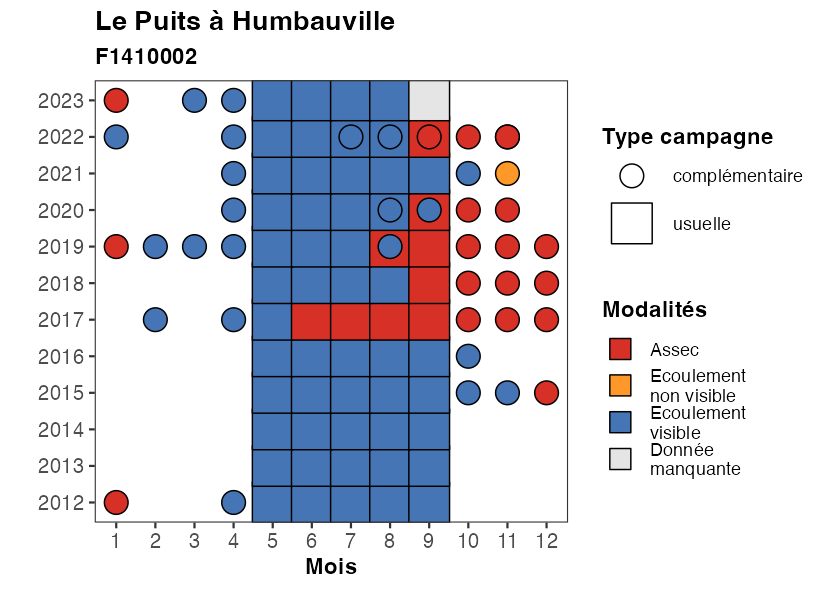 Le Puits à Humbauville
F1410002
2023
2022
2021
2020
2019
2018
2017
2016
2015
2014
2013
2012
1 2 3 4 5 6 7 8 9 10 11 12
Mois
Type campagne
complémentaire
usuelle
Modalités
Assec
Ecoulement
non visible
Ecoulement
visible
Donnée
manquante